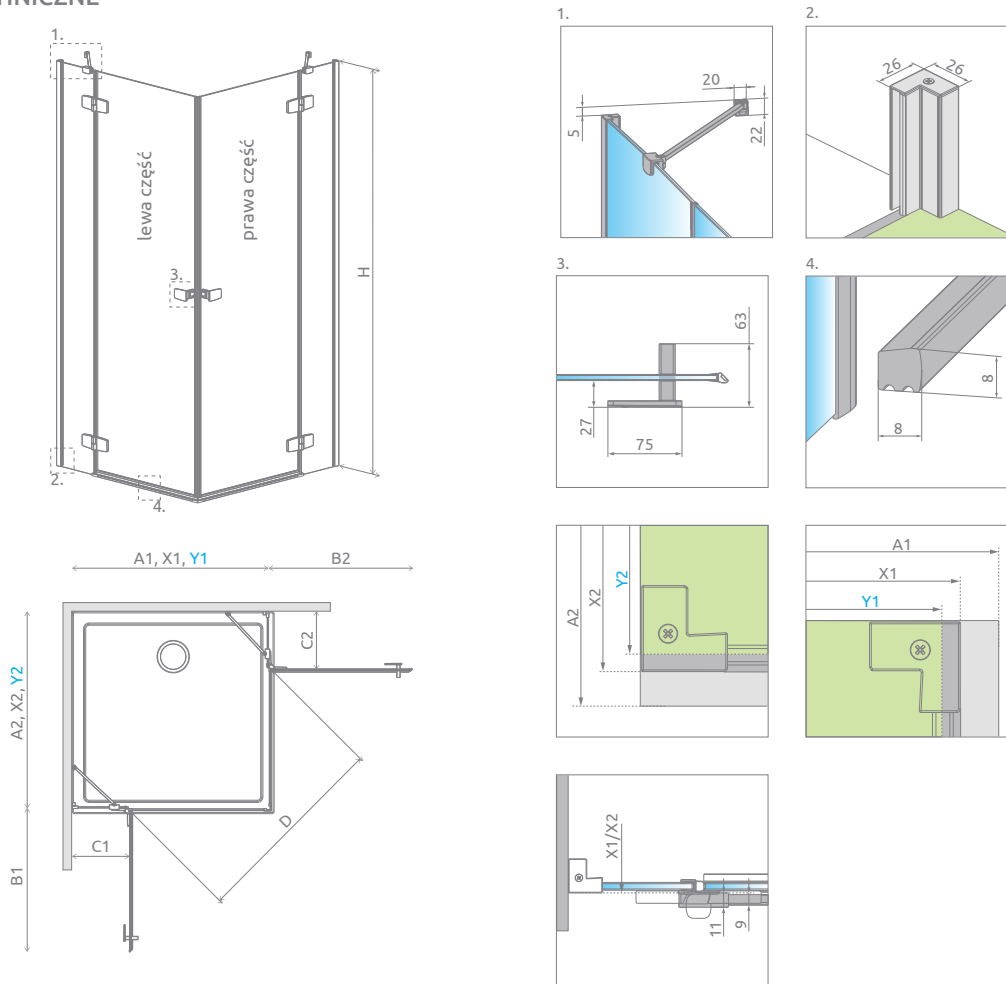 HNICZNE
1.
lewa część
prawa część
H
3.
2.
4.
A1, X1, Y1
B2
A2, X2, Y2
C2
D
C1
B1
1.
20
5
22
2.
26
26
3.
63
27
75
4.
8
8
A2
X2
Y2
A1
X1
Y1
X1/X2
11
9